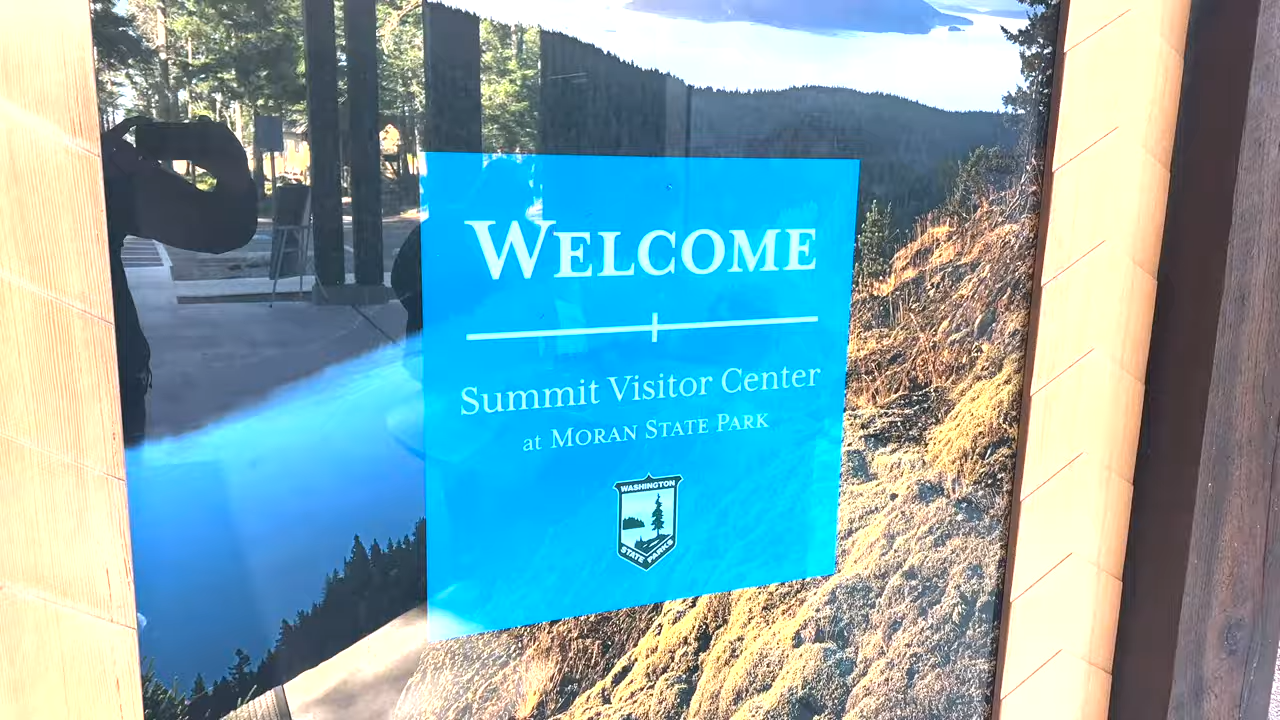 WELCOME
Summit Visitor Center
at MORAN STATE PARK
WASHINGTON
STATE PARKS